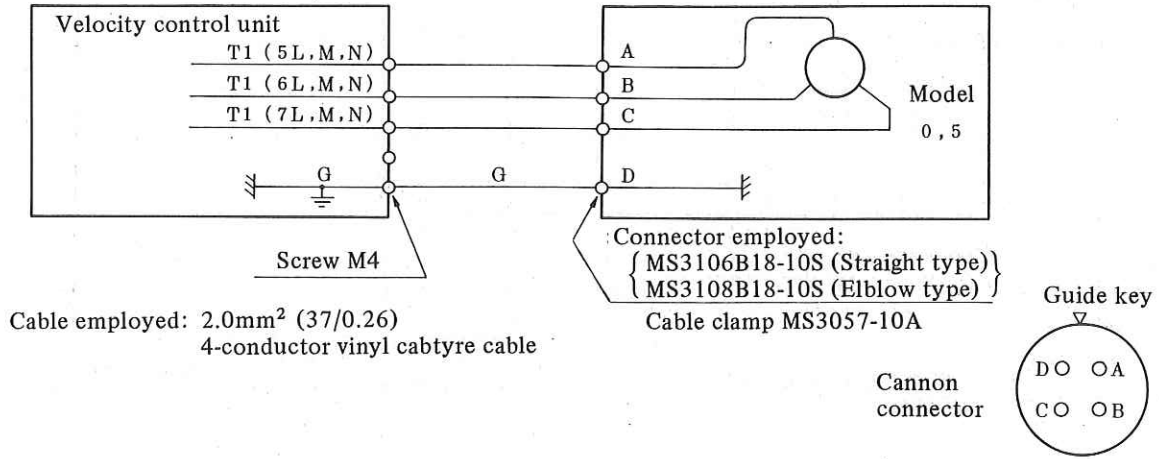 Velocity control unit
T1 (5L,M,N)
T1 (6L,M,N)
T1 (7L,M,N)
G
G
A
B
C
D
Model
0,5
Screw M4
Connector employed:
MS3106B18-10S (Straight type)
MS3108B18-10S (Elblow type)
Cable clamp MS3057-10A
Cable employed: 2.0mm² (37/0.26)
4-conductor vinyl cabtyre cable
Guide key
Cannon
connector
D A
C B